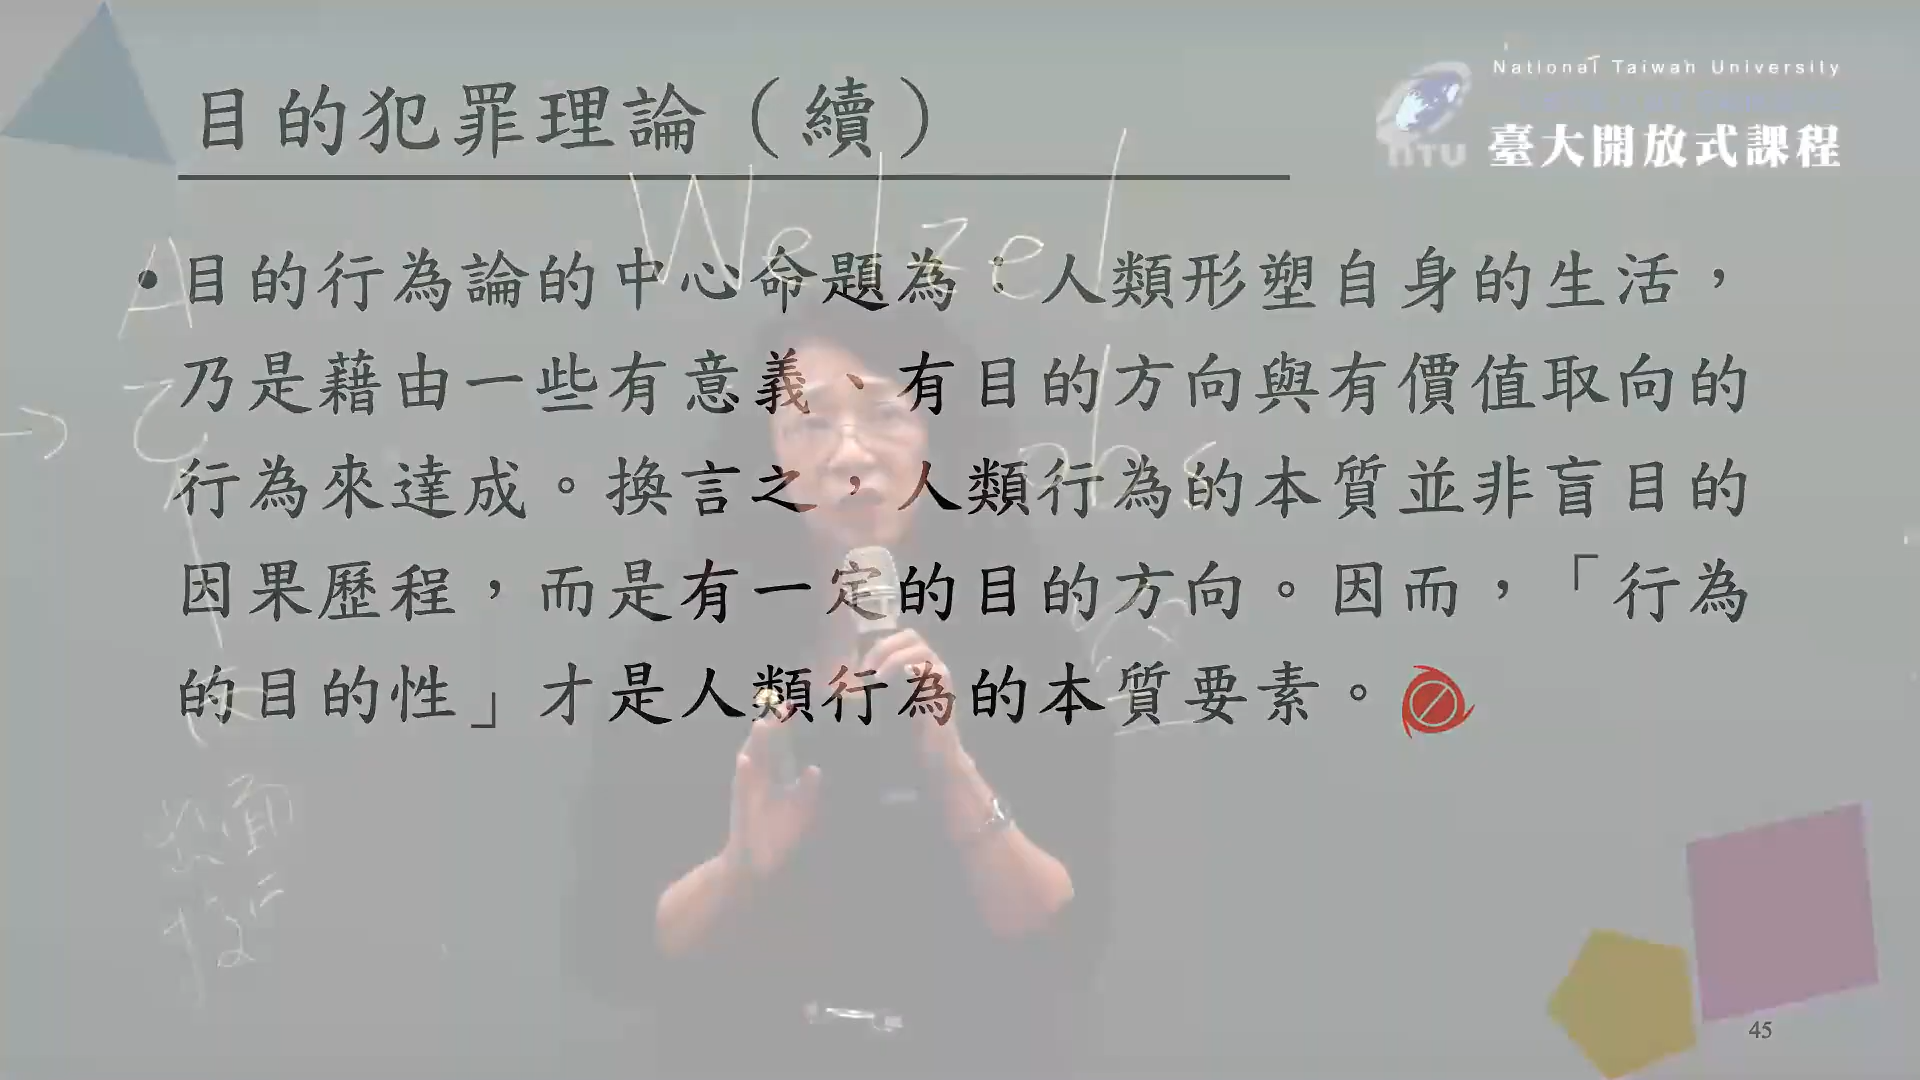 目的犯罪理論（續）
National Taiwan University
臺大開放式課程
NTU
Welzel
A
•目的行為論的中心命題為：人類形塑自身的生活，
乃是藉由一些有意義、有目的方向與有價值取向的
行為來達成。換言之，人類行為的本質並非盲目的
因果歷程，而是有一定的目的方向。因而，「行為
的目的性」才是人類行為的本質要素。
45